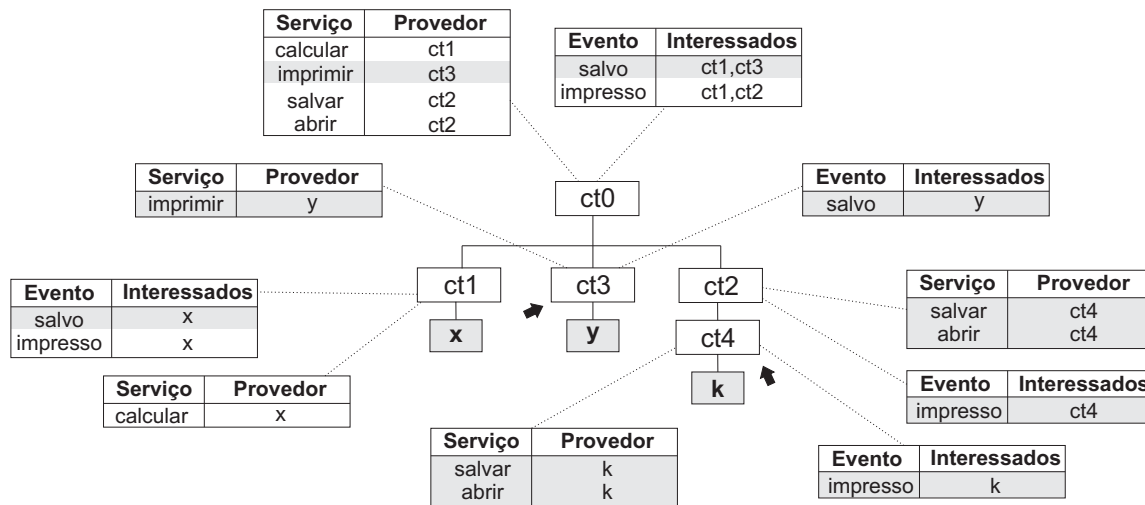 Serviço Provedor
calcular ct1
imprimir ct3
salvar ct2
abrir ct2
Evento Interessados
salvo ct1,ct3
impresso ct1,ct2
Serviço Provedor
imprimir y
Evento Interessados
salvo y
ct0
ct1 ct3 ct2
x y
ct4
k
Evento Interessados
salvo x
impresso x
Serviço Provedor
calcular x
Serviço Provedor
salvar ct4
abrir ct4
Evento Interessados
impresso ct4
Serviço Provedor
salvar k
abrir k
Evento Interessados
impresso k